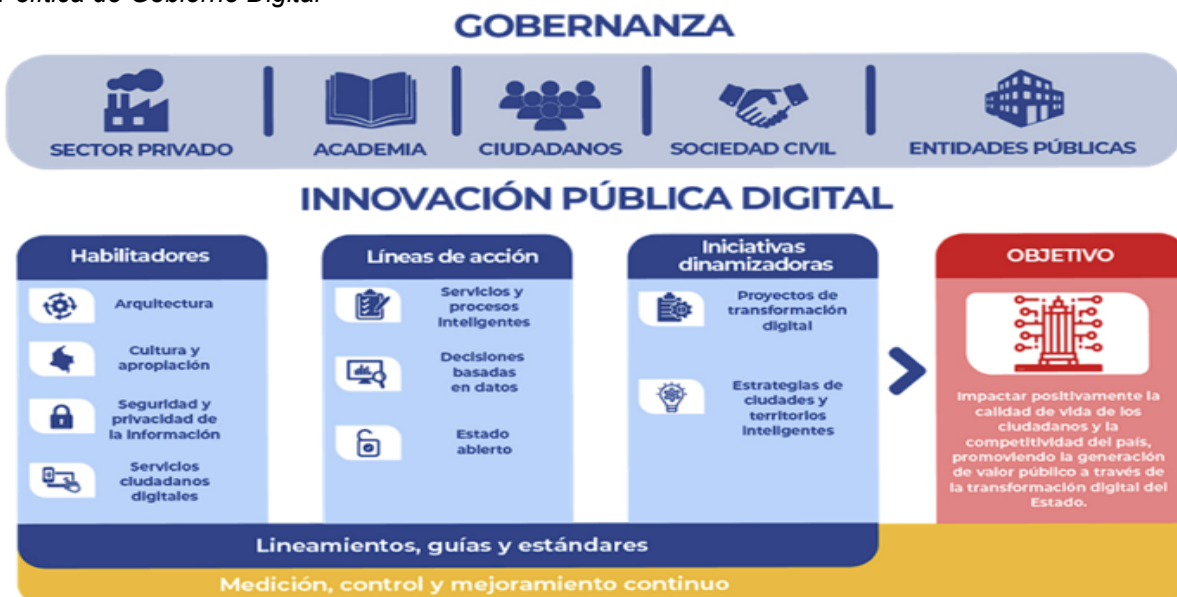 Política de Gobierno Digital
GOBERNANZA
SECTOR PRIVADO
ACADEMIA
CIUDADANOS
SOCIEDAD CIVIL
ENTIDADES PÚBLICAS
INNOVACIÓN PÚBLICA DIGITAL
Habilitadores
Arquitectura
Cultura y
apropiación
Seguridad y
privacidad de
la información
Servicios
ciudadanos
digitales
Líneas de acción
Servicios y
procesos
inteligentes
Decisiones
basadas
en datos
Estado
abierto
Iniciativas
dinamizadoras
Proyectos de
transformación
digital
Estrategias de
ciudades y
territorios
inteligentes
OBJETIVO
Impactar positivamente la
calidad de vida de los
ciudadanos y la
competitividad del país,
promoviendo la generación
de valor público a través de
la transformación digital del
Estado.
Lineamientos, guías y estándares
Medición, control y mejoramiento continuo